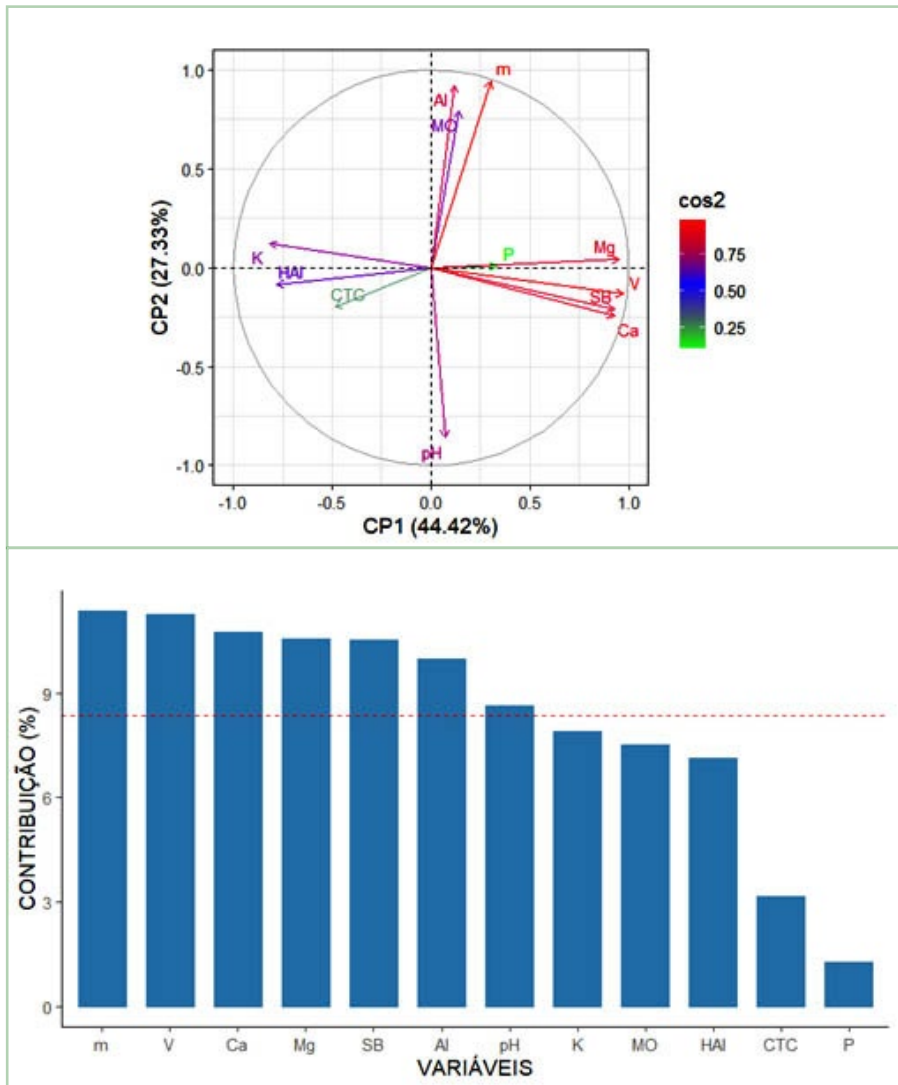 m
1.0
Al
MO
0.5
cos2
CP2 (27.33%)
0.75
P
Mg
K
0.0
HAl
V
0.50
CTC
SB
Ca
0.25
-0.5
pH
-1.0
-1.0 -0.5 0.0 0.5 1.0
CP1 (44.42%)
CONTRIBUIÇÃO (%)
9
6
3
0
m V Ca Mg SB Al pH K MO HAl CTC P
VARIÁVEIS